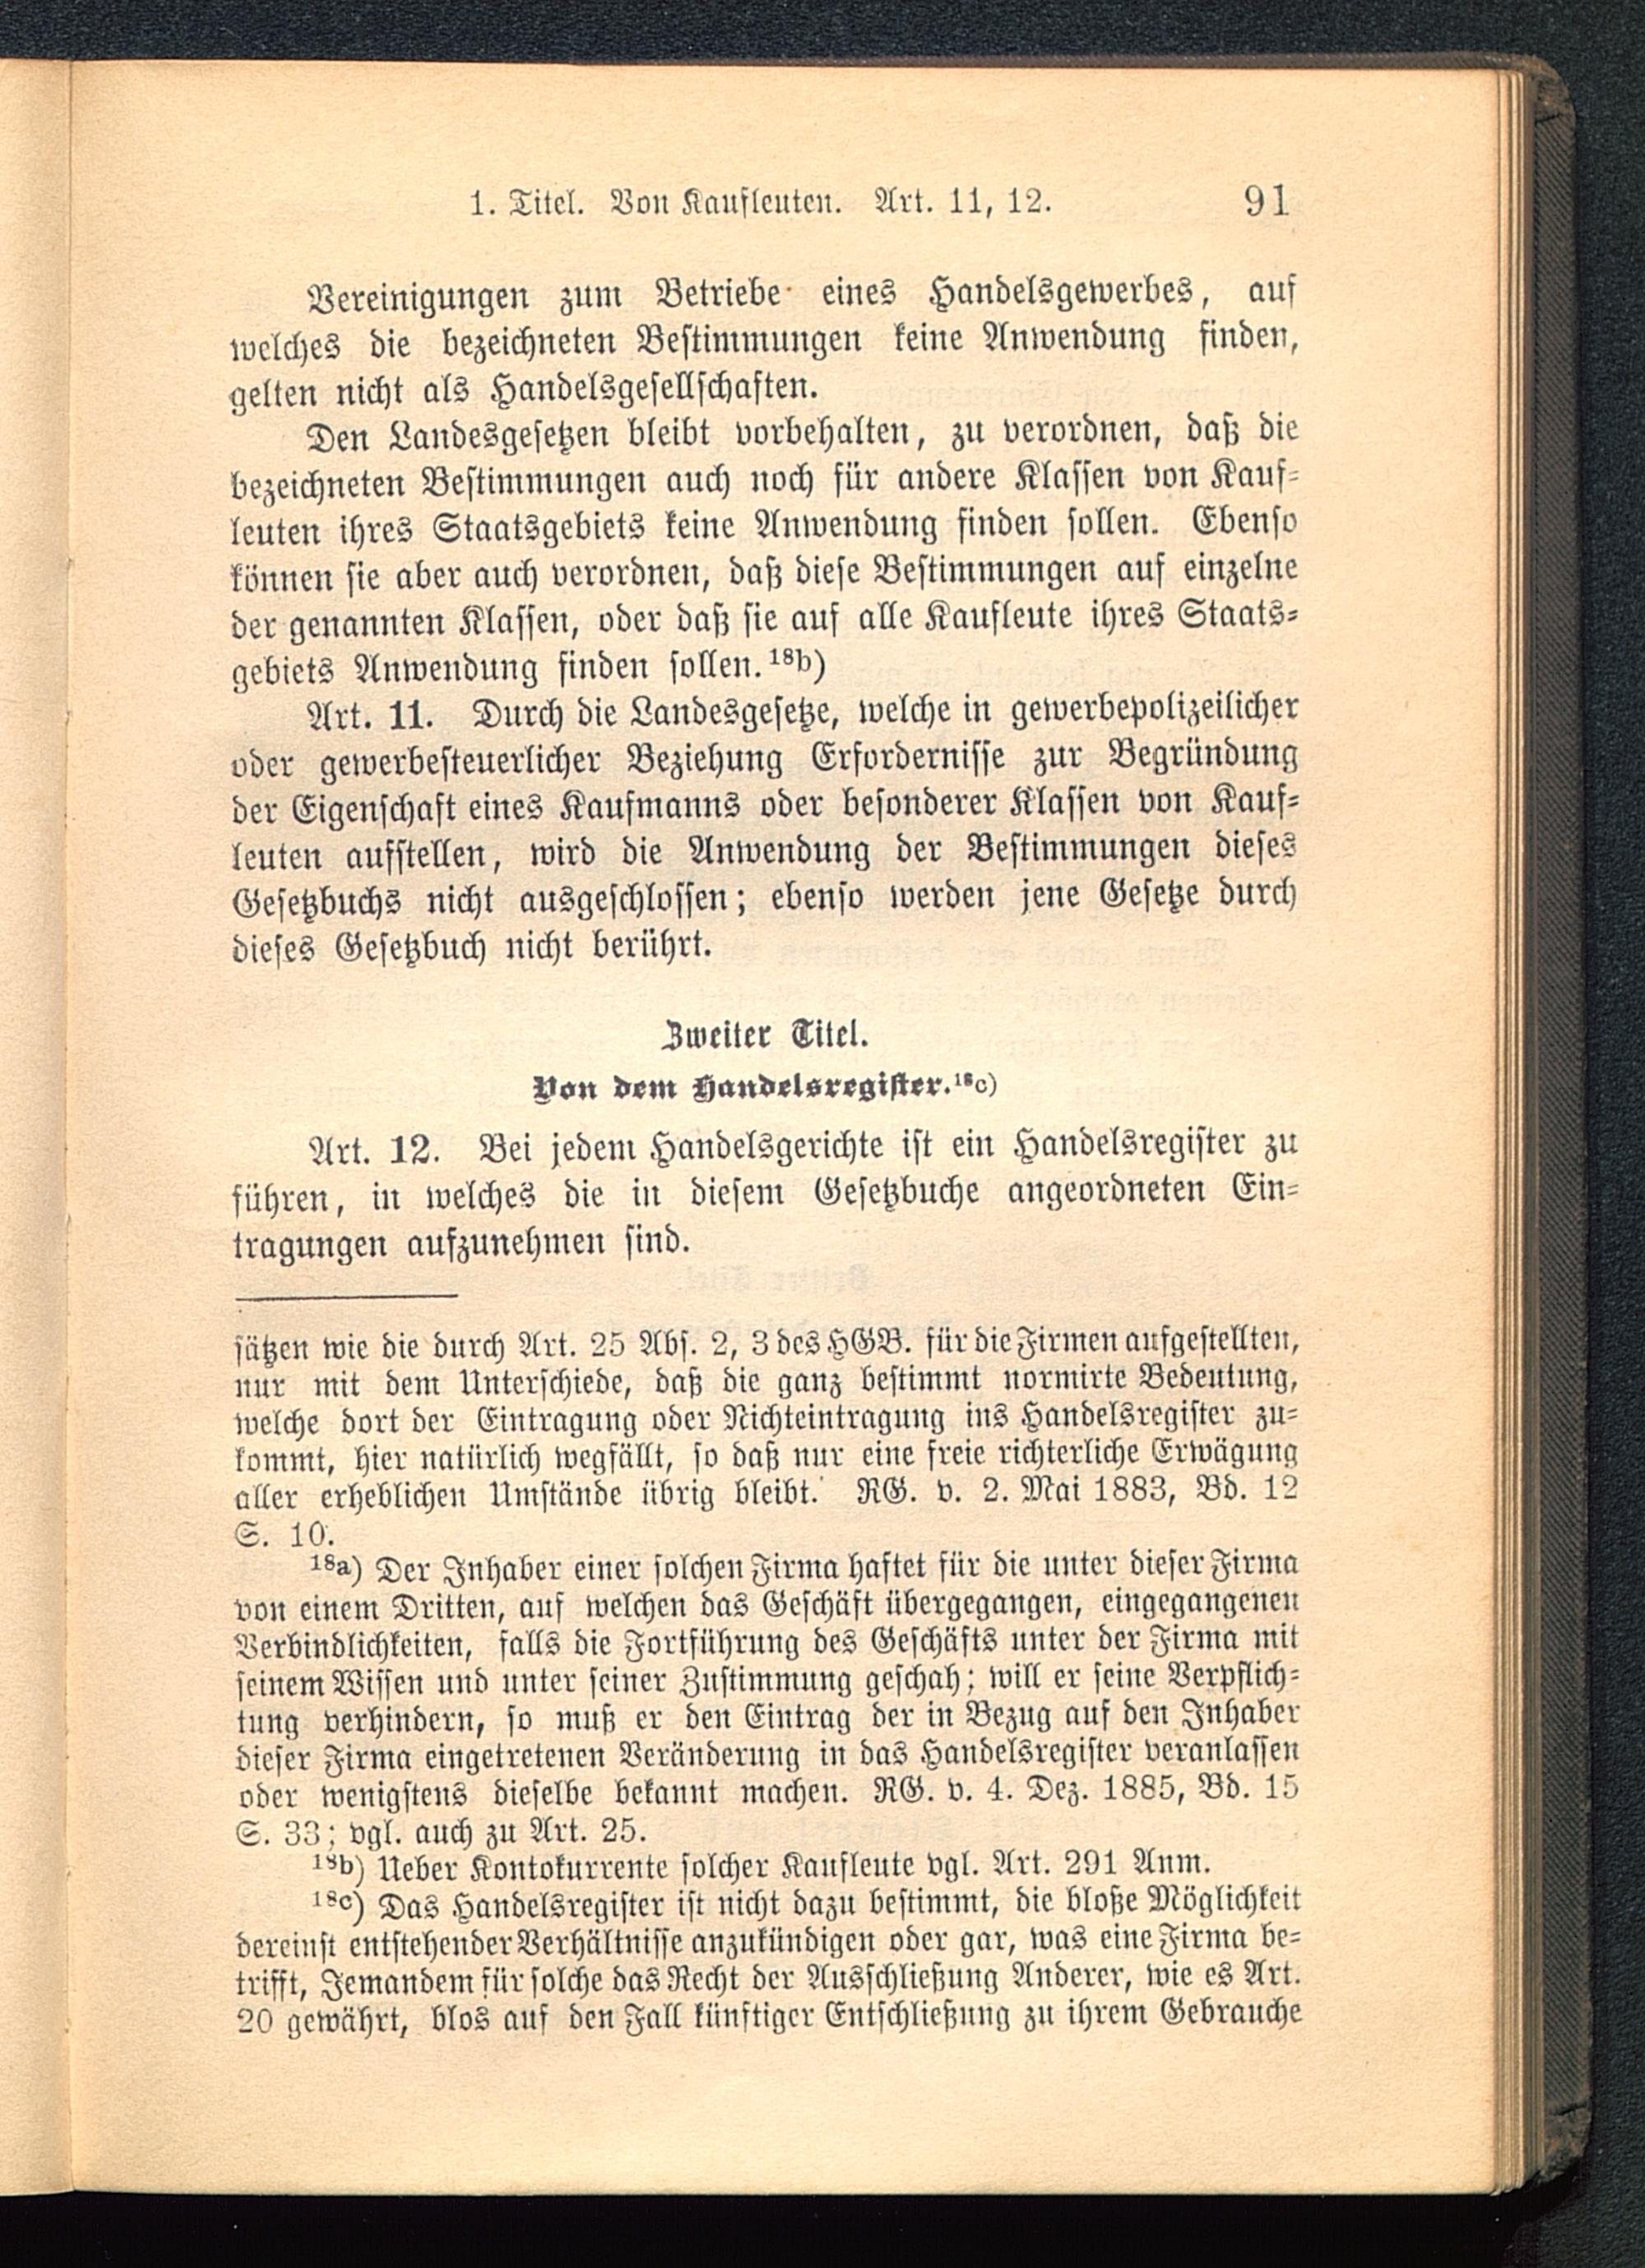 1. Titel. Von Kaufleuten. Art. 11, 12. 91
Vereinigungen zum Betriebe eines Handelsgewerbes, auf
welches die bezeichneten Bestimmungen keine Anwendung finden,
gelten nicht als Handelsgesellschaften.
Den Landesgesetzen bleibt vorbehalten, zu verordnen, daß die
bezeichneten Bestimmungen auch noch für andere Klassen von Kauf-
leuten ihres Staatsgebiets keine Anwendung finden sollen. Ebenso
können sie aber auch verordnen, daß diese Bestimmungen auf einzelne
der genannten Klassen, oder daß sie auf alle Kaufleute ihres Staats-
gebiets Anwendung finden sollen.18b)
Art. 11. Durch die Landesgesetze, welche in gewerbepolizeilicher
oder gewerbesteuerlicher Beziehung Erfordernisse zur Begründung
der Eigenschaft eines Kaufmanns oder besonderer Klassen von Kauf-
leuten aufstellen, wird die Anwendung der Bestimmungen dieses
Gesetzbuchs nicht ausgeschlossen; ebenso werden jene Gesetze durch
dieses Gesetzbuch nicht berührt.
Zweiter Titel.
Von dem Handelsregister.18c)
Art. 12. Bei jedem Handelsgerichte ist ein Handelsregister zu
führen, in welches die in diesem Gesetzbuche angeordneten Ein-
tragungen aufzunehmen sind.
sätzen wie die durch Art. 25 Abs. 2, 3 des HGB. für die Firmen aufgestellten,
nur mit dem Unterschiede, daß die ganz bestimmt normirte Bedeutung,
welche dort der Eintragung oder Nichteintragung ins Handelsregister zu-
kommt, hier natürlich wegfällt, so daß nur eine freie richterliche Erwägung
aller erheblichen Umstände übrig bleibt. RG. v. 2. Mai 1883, Bd. 12
S. 10.
18a) Der Inhaber einer solchen Firma haftet für die unter dieser Firma
von einem Dritten, auf welchen das Geschäft übergegangen, eingegangenen
Verbindlichkeiten, falls die Fortführung des Geschäfts unter der Firma mit
seinem Wissen und unter seiner Zustimmung geschah; will er seine Verpflich-
tung verhindern, so muß er den Eintrag der in Bezug auf den Inhaber
dieser Firma eingetretenen Veränderung in das Handelsregister veranlassen
oder wenigstens dieselbe bekannt machen. RG. v. 4. Dez. 1885, Bd. 15
S. 33; vgl. auch zu Art. 25.
18b) Ueber Kontokurrente solcher Kaufleute vgl. Art. 291 Anm.
18c) Das Handelsregister ist nicht dazu bestimmt, die bloße Möglichkeit
dereinst entstehender Verhältnisse anzukündigen oder gar, was eine Firma be-
trifft, Jemandem für solche das Recht der Ausschließung Anderer, wie es Art.
20 gewährt, blos auf den Fall künftiger Entschließung zu ihrem Gebrauche